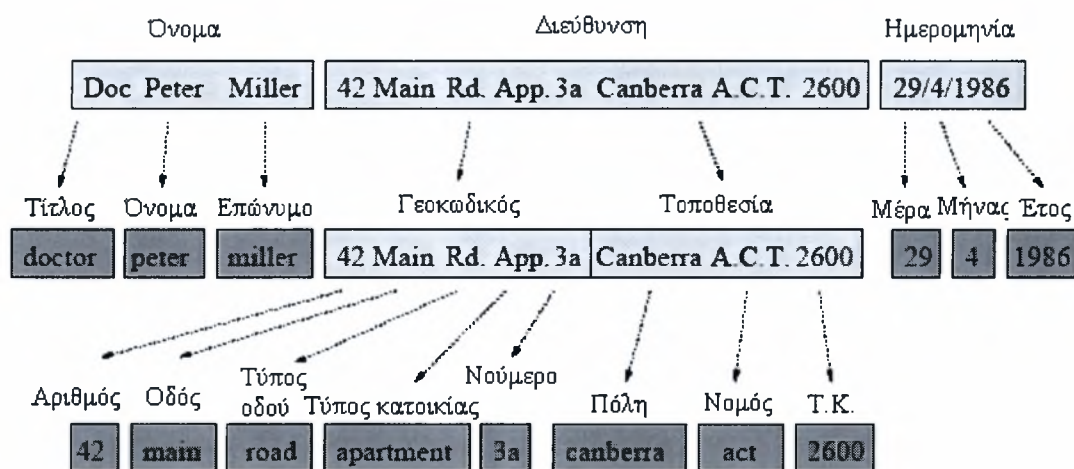 Όνομα Διεύθυνση Ημερομηνία
Doc Peter Miller 42 Main Rd. App. 3a Canberra A.C.T. 2600 29/4/1986
Τίτλος Όνομα Επώνυμο Γεοκωδικός Τοποθεσία Μέρα Μήνας Έτος
doctor peter miller 42 Main Rd. App. 3a Canberra A.C.T. 2600 29 4 1986
Αριθμός Οδός Τύπος οδού Τύπος κατοικίας Νούμερο Πόλη Νομός Τ.Κ.
42 main road apartment 3a canberra act 2600